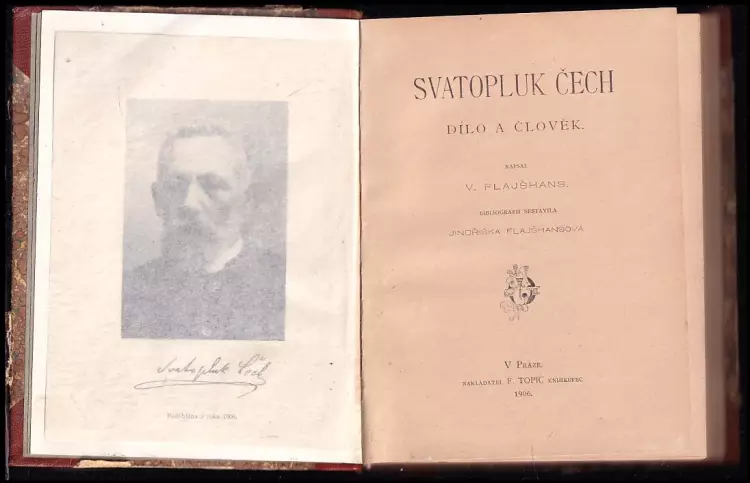 Svatopluk Čech
z roku 1906.
SVATOPLUK ČECH
DÍLO A ČLOVĚK.
NAPSAL
V. FLAJŠHANS.
BIBLIOGRAFII SESTAVILA
JINDŘIŠKA FLAJŠHANSOVÁ
V PRAZE.
NAKLADATEL F. TOPIČ KNIHKUPEC
1906.